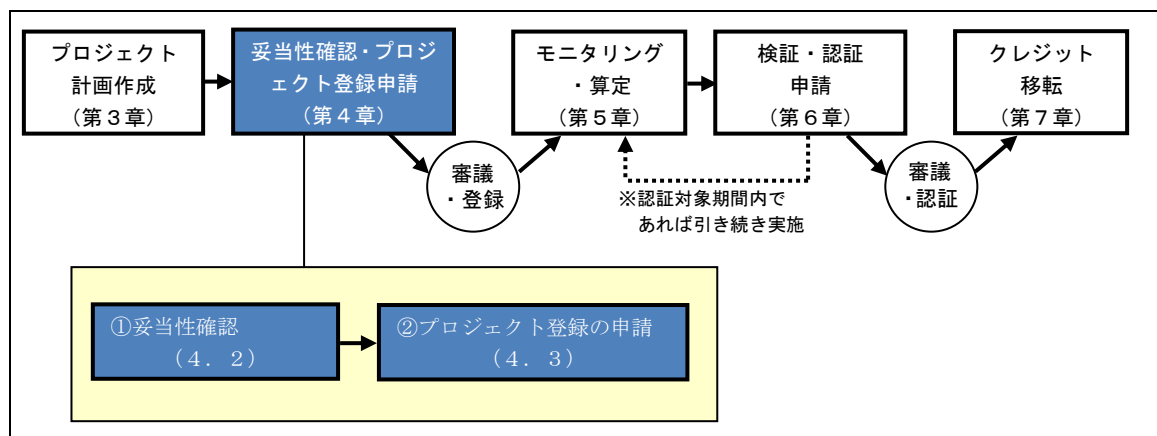 プロジェクト
計画作成
（第３章）
妥当性確認・プロジ
ェクト登録申請
（第４章）
審議
・登録
モニタリング
・算定
（第５章）
検証・認証
申請
（第６章）
※認証対象期間内で
あれば引き続き実施
審議
・認証
クレジット
移転
（第７章）
①妥当性確認
（４．２）
②プロジェクト登録の申請
（４．３）